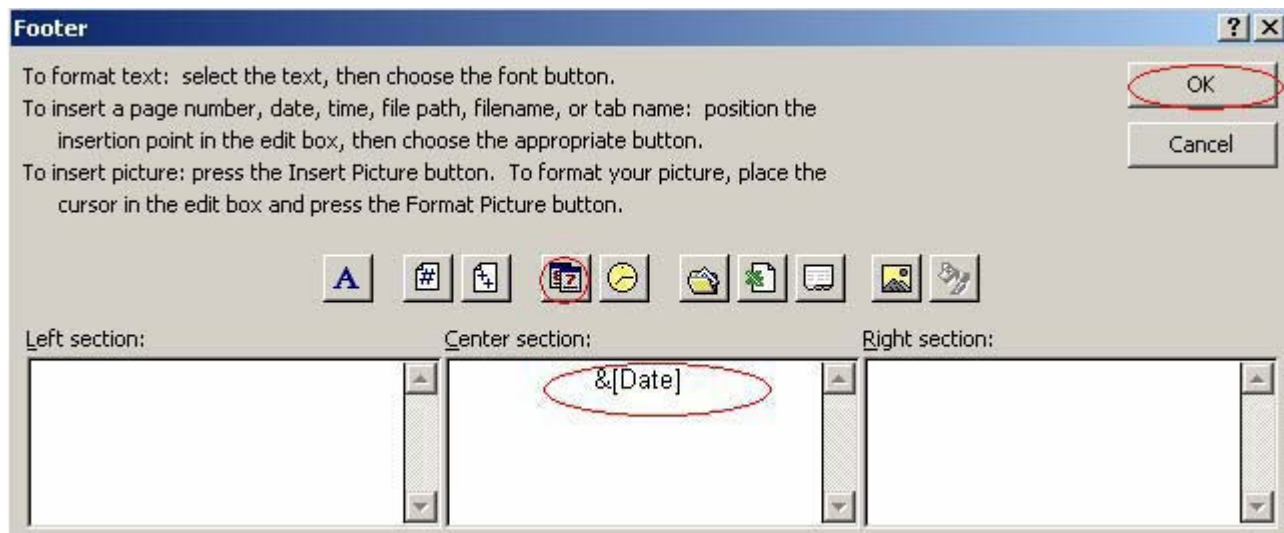 Footer
To format text:  select the text, then choose the font button.
To insert a page number, date, time, file path, filename, or tab name:  position the
insertion point in the edit box, then choose the appropriate button.
To insert picture: press the Insert Picture button.  To format your picture, place the
cursor in the edit box and press the Format Picture button.
OK
Cancel
A
Left section:
Center section:
Right section:
&[Date]